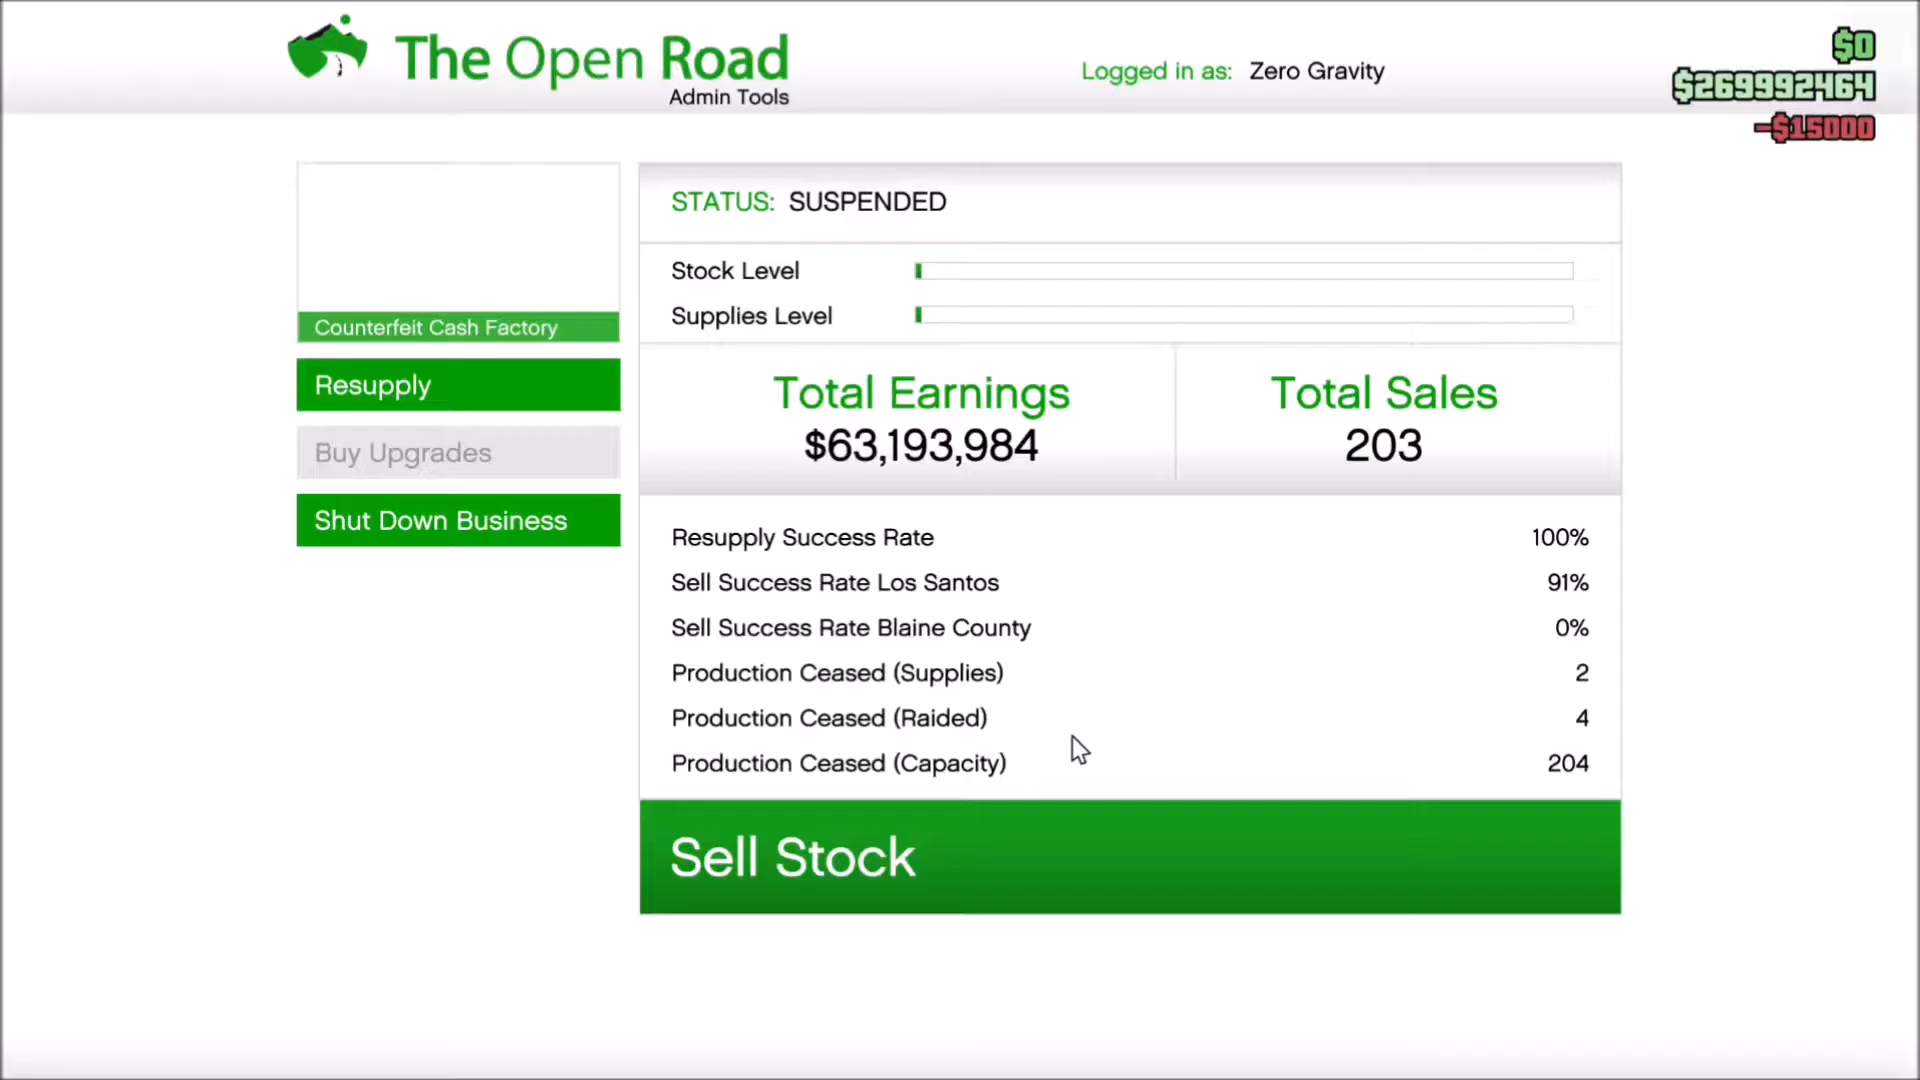 The Open Road
Admin Tools
Logged in as: Zero Gravity
$0
$269992464
-$15000
Counterfeit Cash Factory
Resupply
Buy Upgrades
Shut Down Business
STATUS: SUSPENDED
Stock Level
Supplies Level
Total Earnings
$63,193,984
Total Sales
203
Resupply Success Rate 100%
Sell Success Rate Los Santos 91%
Sell Success Rate Blaine County 0%
Production Ceased (Supplies) 2
Production Ceased (Raided) 4
Production Ceased (Capacity) 204
Sell Stock